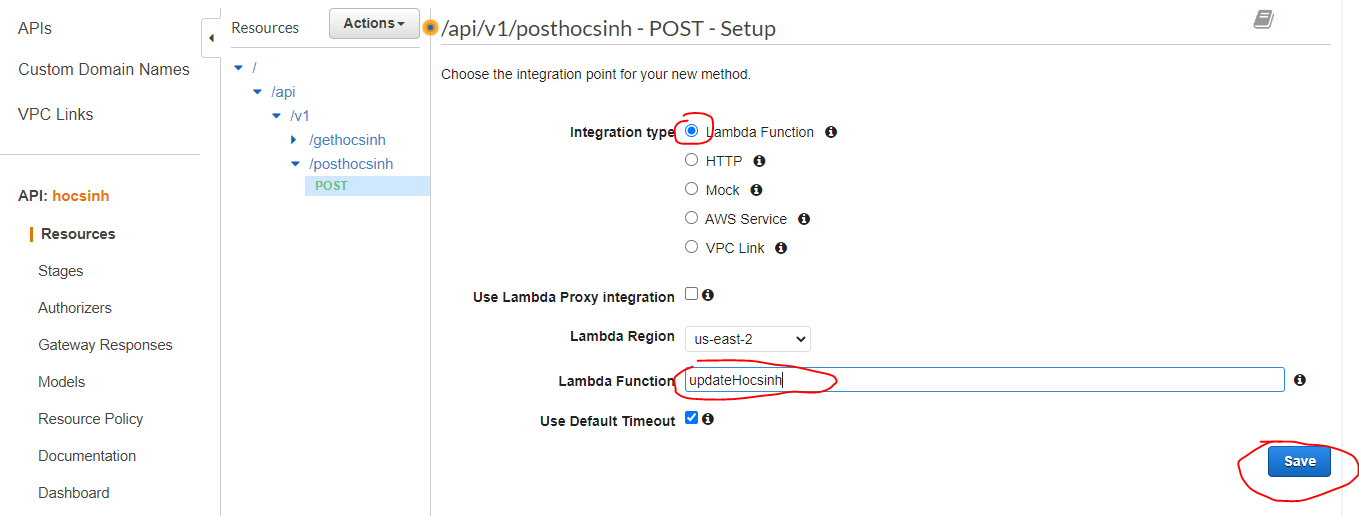 APIs
Custom Domain Names
VPC Links
API: hocsinh
Resources
Stages
Authorizers
Gateway Responses
Models
Resource Policy
Documentation
Dashboard
Resources
Actions
/
/api
/v1
/gethocsinh
/posthocsinh
POST
/api/v1/posthocsinh - POST - Setup
Choose the integration point for your new method.
Integration type Lambda Function
HTTP
Mock
AWS Service
VPC Link
Use Lambda Proxy integration
Lambda Region us-east-2
Lambda Function updateHocsinh
Use Default Timeout
Save